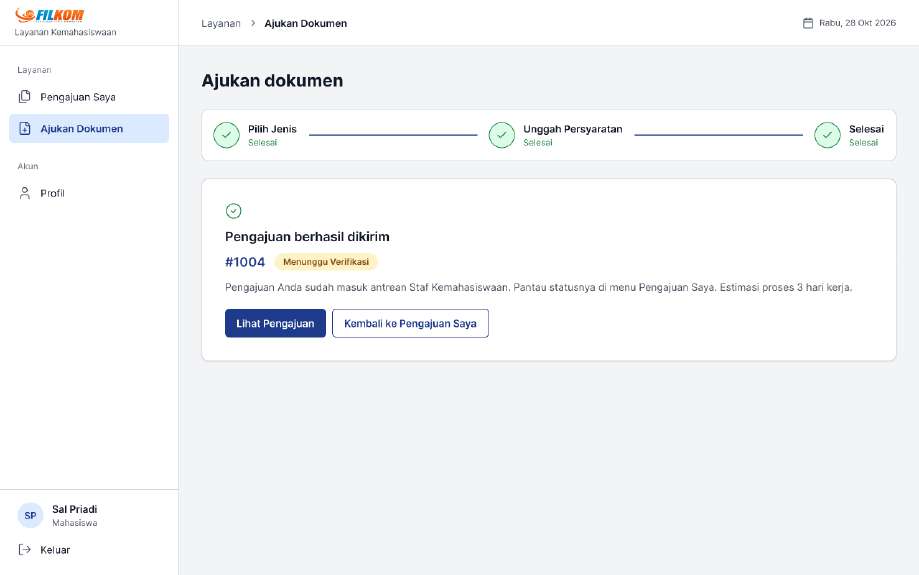 FILKOM
Layanan Kemahasiswaan
Layanan
Pengajuan Saya
Ajukan Dokumen
Akun
Profil
SP
Sal Priadi
Mahasiswa
Keluar
Layanan > Ajukan Dokumen
Rabu, 28 Okt 2026
Ajukan dokumen
Pilih Jenis
Selesai
Unggah Persyaratan
Selesai
Selesai
Selesai
Pengajuan berhasil dikirim
#1004 Menunggu Verifikasi
Pengajuan Anda sudah masuk antrean Staf Kemahasiswaan. Pantau statusnya di menu Pengajuan Saya. Estimasi proses 3 hari kerja.
Lihat Pengajuan
Kembali ke Pengajuan Saya